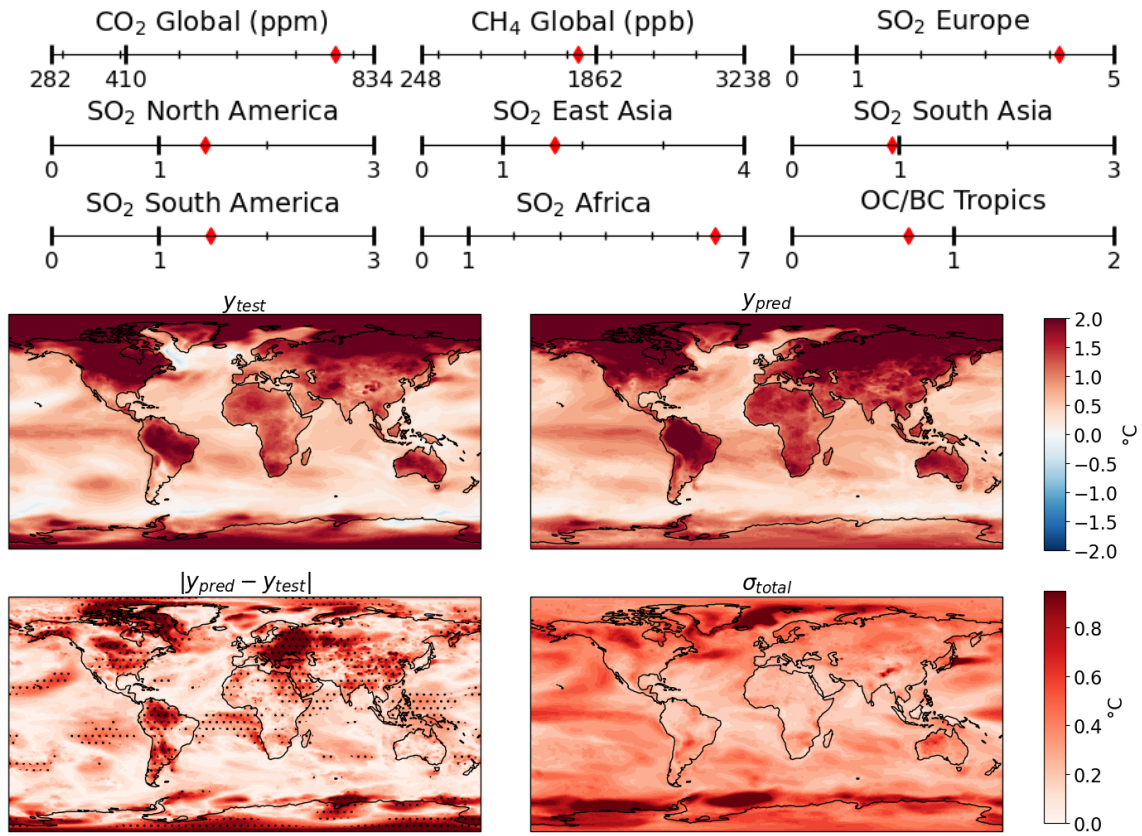 CO₂ Global (ppm) CH₄ Global (ppb) SO₂ Europe
282 410 834 248 1862 3238 0 1 5
SO₂ North America SO₂ East Asia SO₂ South Asia
0 1 3 0 1 4 0 1 3
SO₂ South America SO₂ Africa OC/BC Tropics
0 1 3 0 1 7 0 1 2
y_test y_pred
2.0
1.5
1.0
0.5
0.0
−0.5
−1.0
−1.5
−2.0
°C
|y_pred − y_test| σ_total
0.8
0.6
0.4
0.2
0.0
°C